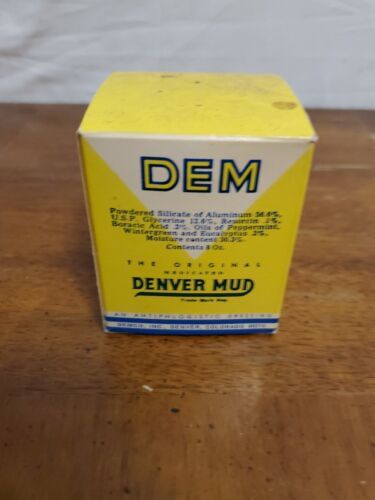 DEM
Powdered Silicate of Aluminum 56.4%,
U.S.P. Glycerine 12.6%, Resorcin .1%,
Boracic Acid .2%. Oils of Peppermint,
Wintergreen and Eucalyptus .2%,
Moisture content 30.5%.
Contents 8 Oz.
THE ORIGINAL
MEDICATED
DENVER MUD
Trade Mark Reg.
AN ANTIPHLOGISTIC DRESSING
DEMCO, INC., DENVER, COLORADO